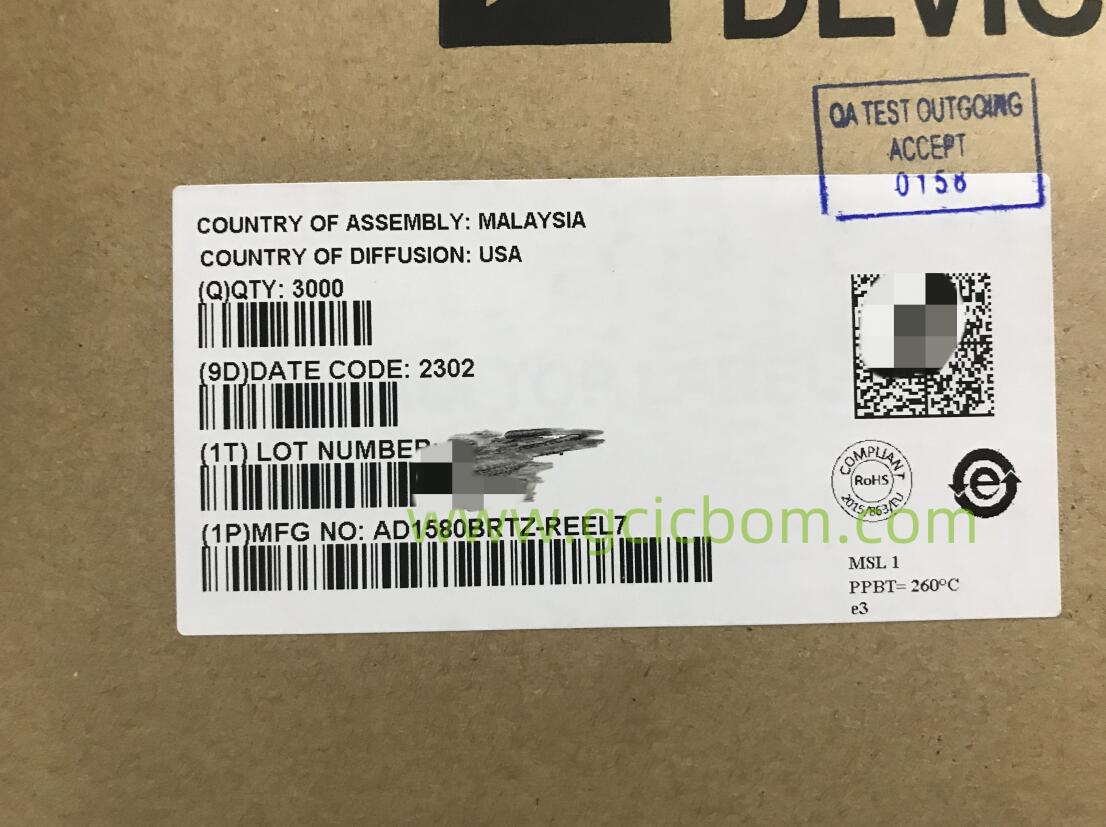 DEVIC
QA TEST OUTGOING
ACCEPT
0158
COUNTRY OF ASSEMBLY: MALAYSIA
COUNTRY OF DIFFUSION: USA
(Q)QTY: 3000
(9D)DATE CODE: 2302
(1T) LOT NUMBER
COMPLIANT
RoHS
2015/863/EU
e
(1P)MFG NO: AD1580BRTZ-REEL7
www.gcicbom.com
MSL 1
PPBT= 260°C
e3